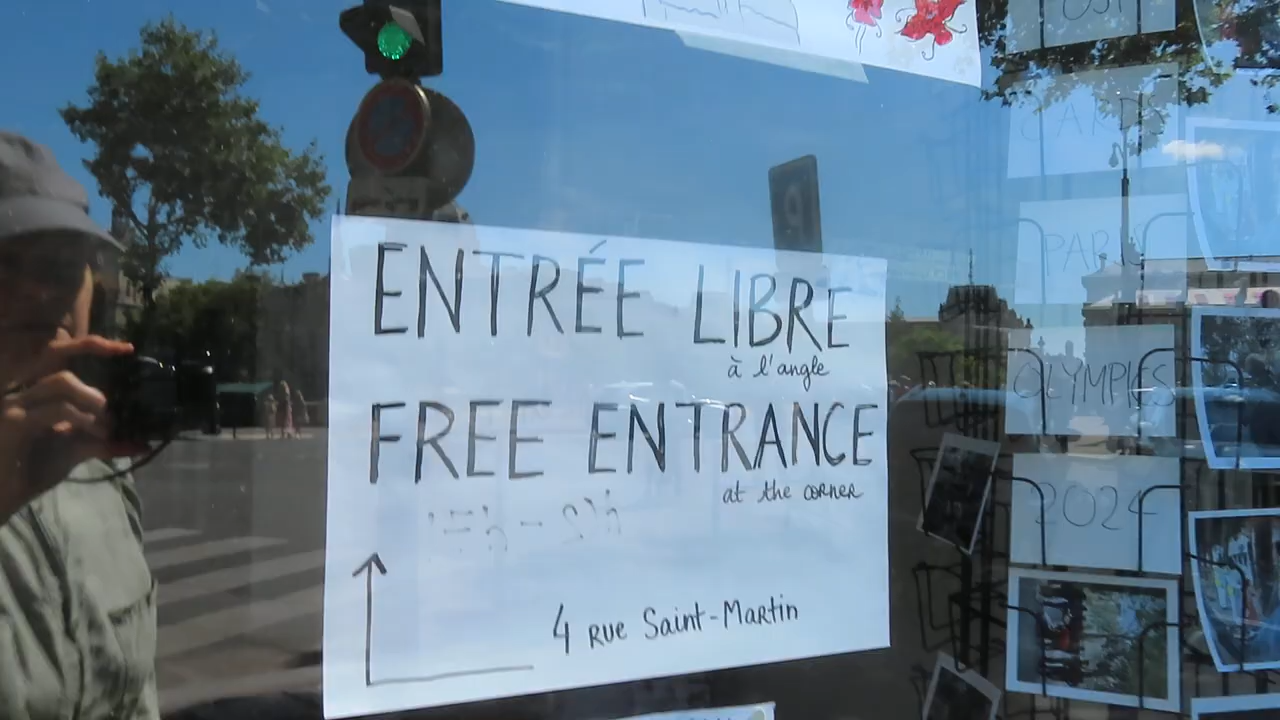 ENTRÉE LIBRE
à l'angle
FREE ENTRANCE
at the corner
4 rue Saint-Martin
PARIS
OLYMPICS
2024